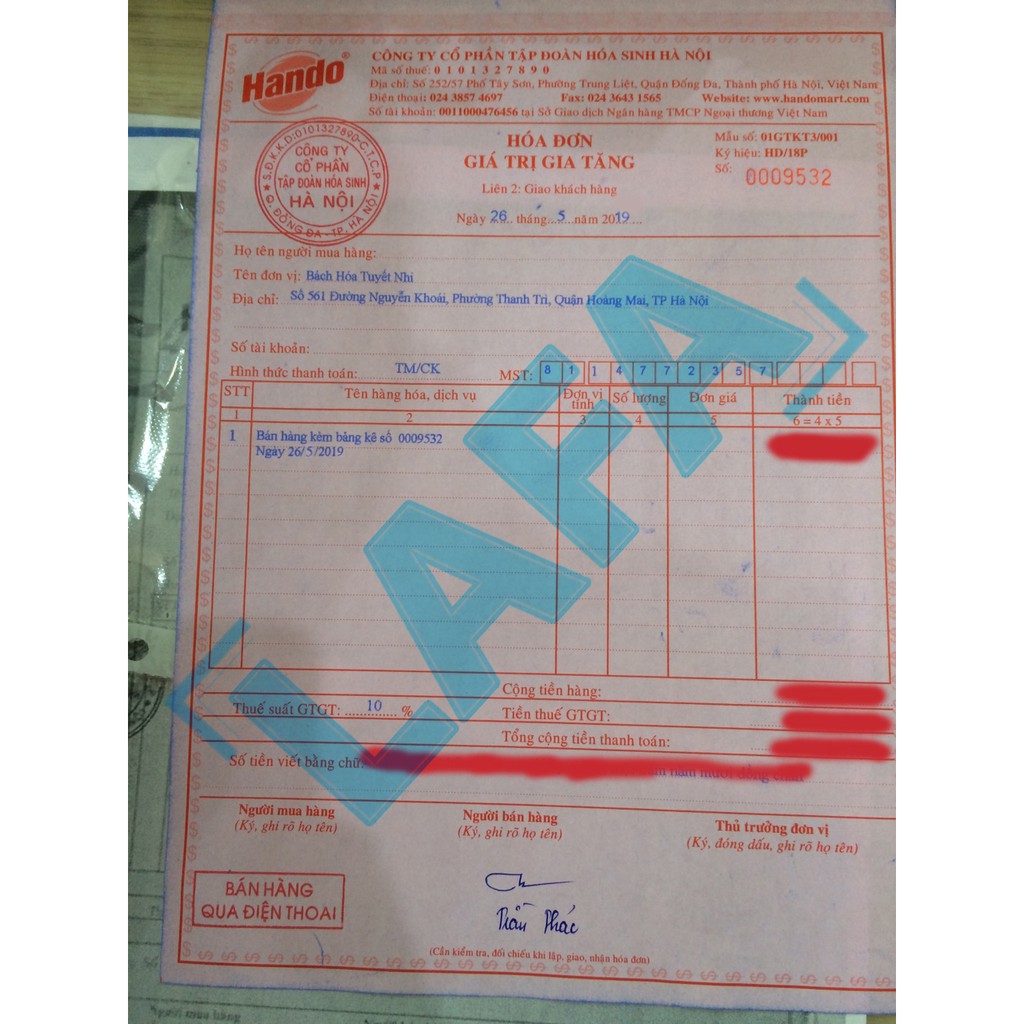 Hando®
CÔNG TY CỔ PHẦN TẬP ĐOÀN HÓA SINH HÀ NỘI
Mã số thuế: 0 1 0 1 3 2 7 8 9 0
Địa chỉ: Số 252/57 Phố Tây Sơn, Phường Trung Liệt, Quận Đống Đa, Thành phố Hà Nội, Việt Nam
Điện thoại: 024 3857 4697 Fax: 024 3643 1565 Website: www.handomart.com
Số tài khoản: 0011000476456 tại Sở Giao dịch Ngân hàng TMCP Ngoại thương Việt Nam
S.Đ.K.K.D:0101327890-C.T.C.P
CÔNG TY
CỔ PHẦN
TẬP ĐOÀN HÓA SINH
HÀ NỘI
Q. ĐỐNG ĐA - TP. HÀ NỘI
HÓA ĐƠN
GIÁ TRỊ GIA TĂNG
Liên 2: Giao khách hàng
Ngày 26 tháng 5 năm 2019
Mẫu số: 01GTKT3/001
Ký hiệu: HD/18P
Số: 0009532
Họ tên người mua hàng:
Tên đơn vị: Bách Hóa Tuyết Nhi
Địa chỉ: Số 561 Đường Nguyễn Khoái, Phường Thanh Trì, Quận Hoàng Mai, TP Hà Nội
Số tài khoản:
Hình thức thanh toán: TM/CK MST: 8 1 1 4 7 7 2 3 5 7
STT Tên hàng hóa, dịch vụ Đơn vị tính Số lượng Đơn giá Thành tiền
1 2 3 4 5 6 = 4 x 5
1 Bán hàng kèm bảng kê số 0009532
Ngày 26/5/2019
LAFA
Cộng tiền hàng:
Thuế suất GTGT: 10 % Tiền thuế GTGT:
Tổng cộng tiền thanh toán:
Số tiền viết bằng chữ:
Người mua hàng
(Ký, ghi rõ họ tên)
Người bán hàng
(Ký, ghi rõ họ tên)
Thủ trưởng đơn vị
(Ký, đóng dấu, ghi rõ họ tên)
BÁN HÀNG
QUA ĐIỆN THOẠI
Trần Phác
(Cần kiểm tra, đối chiếu khi lập, giao, nhận hóa đơn)
Người mua hàng